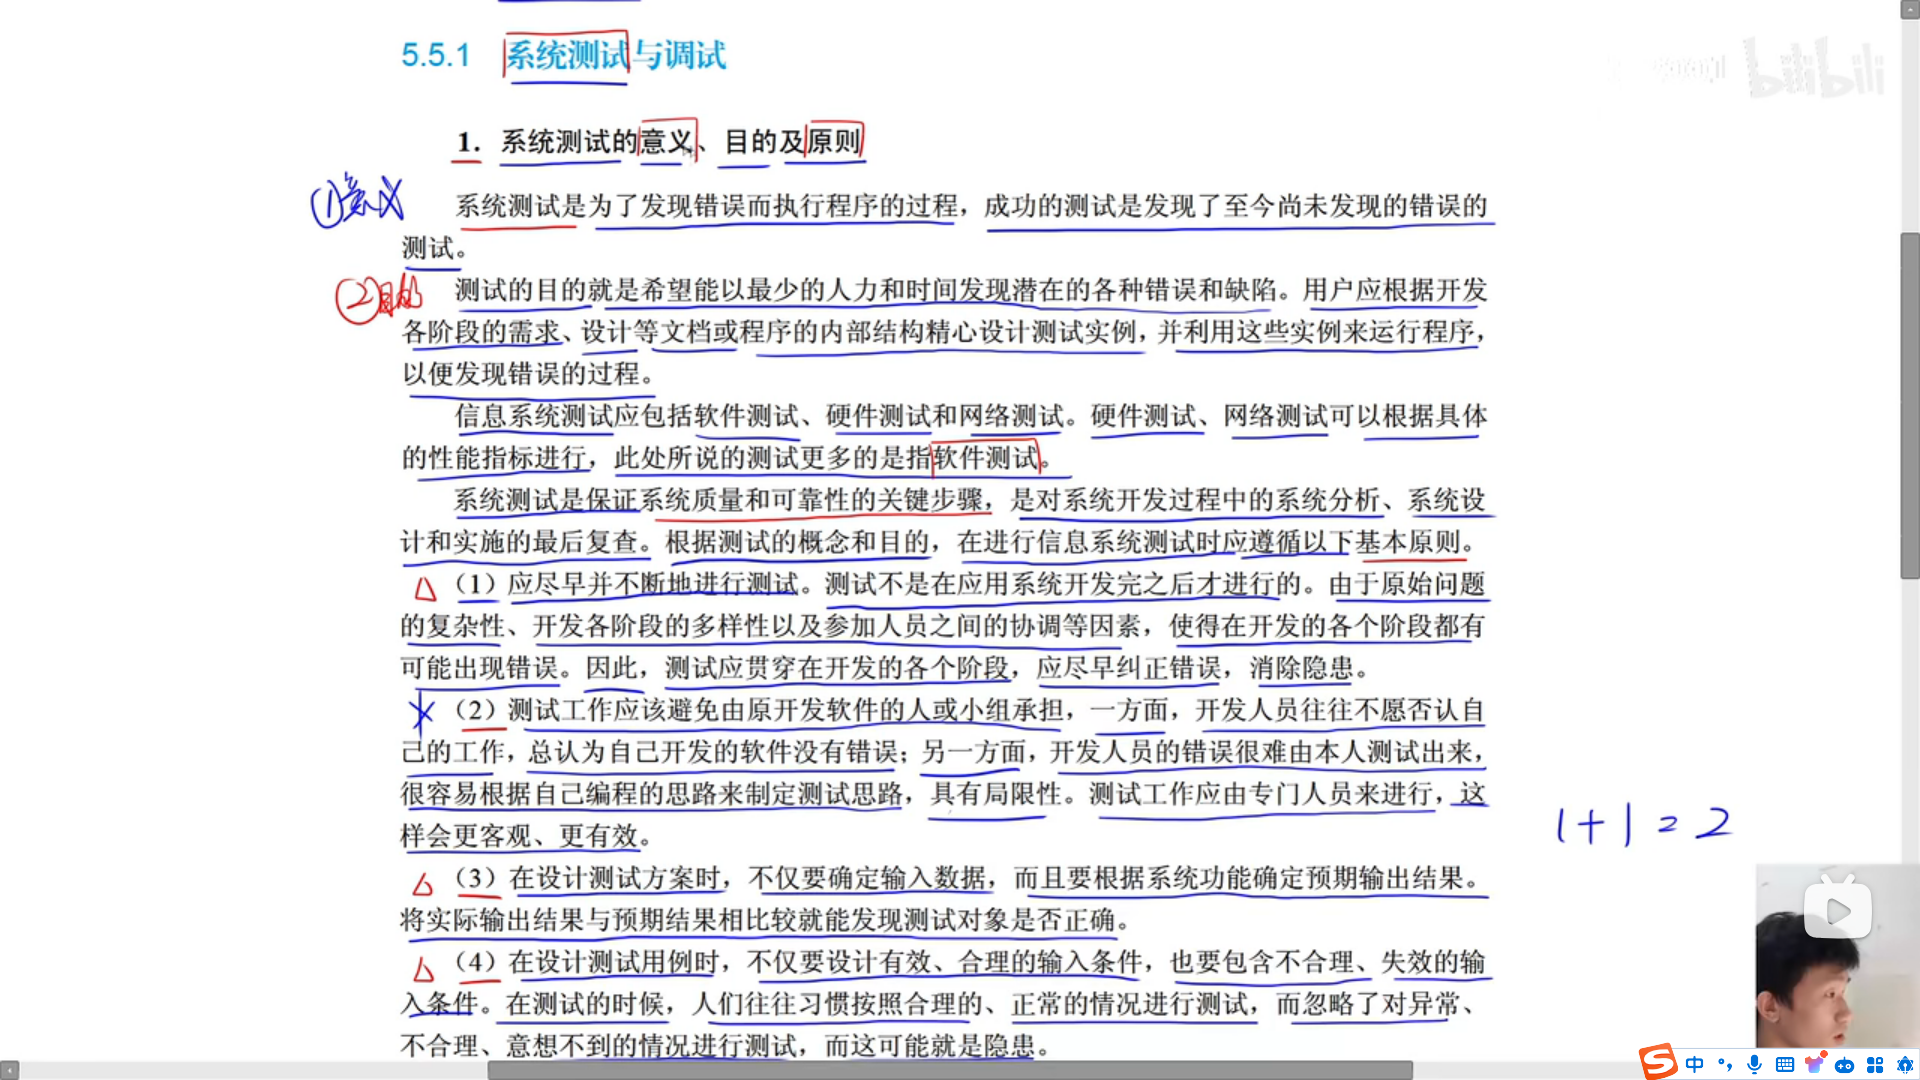 5.5.1 系统测试与调试
bilibili
1. 系统测试的意义、目的及原则
①意义
系统测试是为了发现错误而执行程序的过程，成功的测试是发现了至今尚未发现的错误的
测试。
②目的
测试的目的就是希望能以最少的人力和时间发现潜在的各种错误和缺陷。用户应根据开发
各阶段的需求、设计等文档或程序的内部结构精心设计测试实例，并利用这些实例来运行程序，
以便发现错误的过程。
信息系统测试应包括软件测试、硬件测试和网络测试。硬件测试、网络测试可以根据具体
的性能指标进行，此处所说的测试更多的是指软件测试。
系统测试是保证系统质量和可靠性的关键步骤，是对系统开发过程中的系统分析、系统设
计和实施的最后复查。根据测试的概念和目的，在进行信息系统测试时应遵循以下基本原则。
（1）应尽早并不断地进行测试。测试不是在应用系统开发完之后才进行的。由于原始问题
的复杂性、开发各阶段的多样性以及参加人员之间的协调等因素，使得在开发的各个阶段都有
可能出现错误。因此，测试应贯穿在开发的各个阶段，应尽早纠正错误，消除隐患。
（2）测试工作应该避免由原开发软件的人或小组承担，一方面，开发人员往往不愿否认自
己的工作，总认为自己开发的软件没有错误；另一方面，开发人员的错误很难由本人测试出来，
很容易根据自己编程的思路来制定测试思路，具有局限性。测试工作应由专门人员来进行，这
样会更客观、更有效。
1+1=2
（3）在设计测试方案时，不仅要确定输入数据，而且要根据系统功能确定预期输出结果。
将实际输出结果与预期结果相比较就能发现测试对象是否正确。
（4）在设计测试用例时，不仅要设计有效、合理的输入条件，也要包含不合理、失效的输
入条件。在测试的时候，人们往往习惯按照合理的、正常的情况进行测试，而忽略了对异常、
不合理、意想不到的情况进行测试，而这可能就是隐患。
中